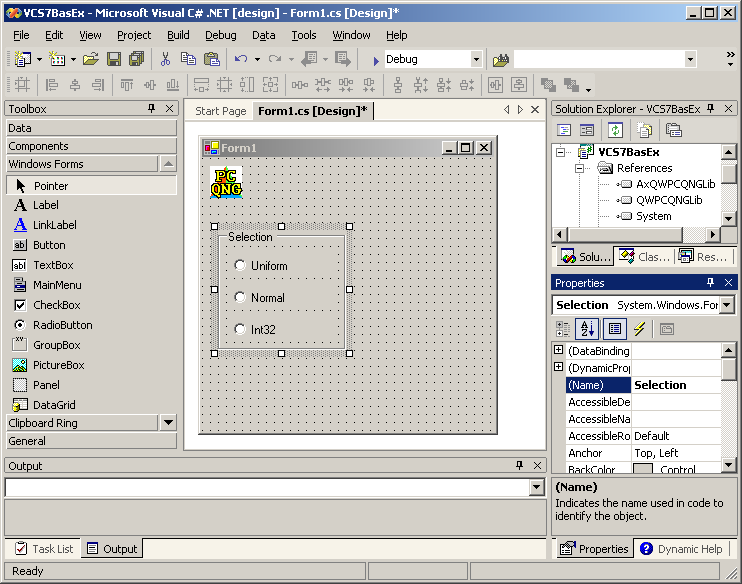 VCS7BasEx - Microsoft Visual C# .NET [design] - Form1.cs [Design]*
File Edit View Project Build Debug Data Tools Window Help
Debug
Toolbox
Data
Components
Windows Forms
Pointer
A Label
A LinkLabel
ab Button
abl TextBox
MainMenu
CheckBox
RadioButton
XY GroupBox
PictureBox
Panel
DataGrid
Clipboard Ring
General
Start Page Form1.cs [Design]*
Form1
PC
QNG
Selection
Uniform
Normal
Int32
Solution Explorer - VCS7BasEx
VCS7BasEx
References
AxQWPCQNGLib
QWPCQNGLib
System
Solu... Clas... Res...
Properties
Selection System.Windows.For
(DataBinding
(DynamicProp
(Name) Selection
AccessibleDe
AccessibleNa
AccessibleRo Default
Anchor Top, Left
BackColor Control
(Name)
Indicates the name used in code to
identify the object.
Properties Dynamic Help
Output
Task List Output
Ready